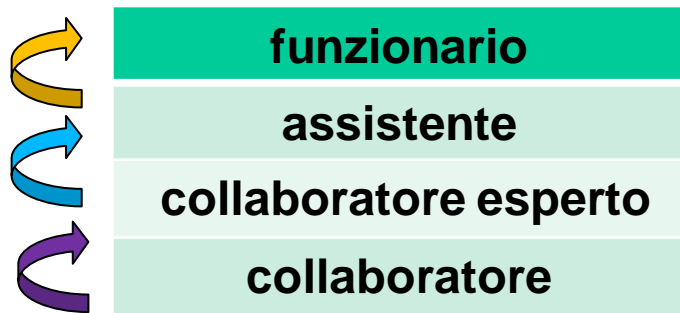 funzionario
assistente
collaboratore esperto
collaboratore